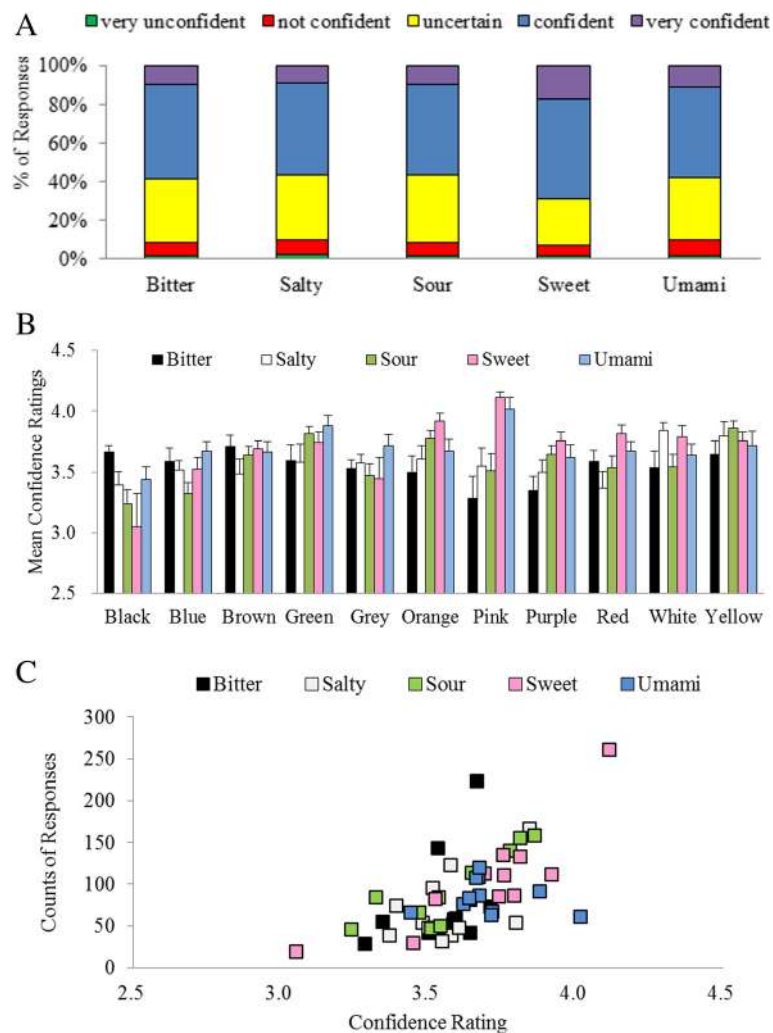 A
very unconfident not confident uncertain confident very confident
100%
80%
60%
40%
20%
0%
% of Responses
Bitter Salty Sour Sweet Umami
B
4.5
4.0
3.5
3.0
2.5
Mean Confidence Ratings
Bitter Salty Sour Sweet Umami
Black Blue Brown Green Grey Orange Pink Purple Red White Yellow
C
Bitter Salty Sour Sweet Umami
300
250
200
150
100
50
0
Counts of Responses
2.5 3.0 3.5 4.0 4.5
Confidence Rating